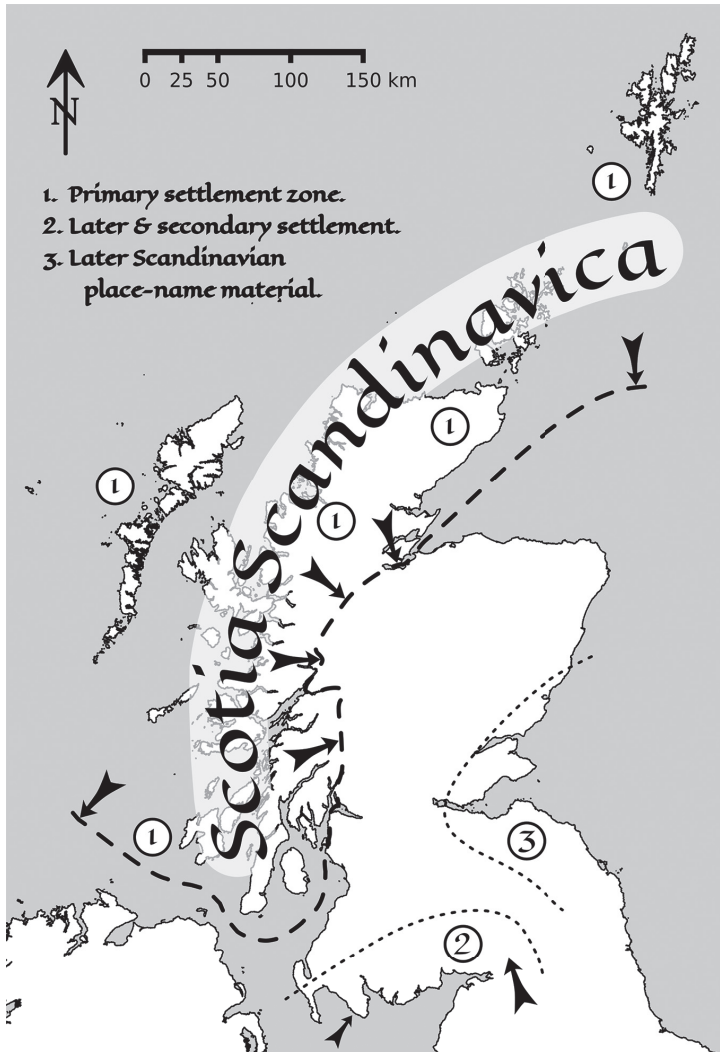 0 25 50 100 150 km
N
1. Primary settlement zone.
2. Later & secondary settlement.
3. Later Scandinavian
place-name material.
1
Scotia Scandinavica
1
1
1
1
3
2